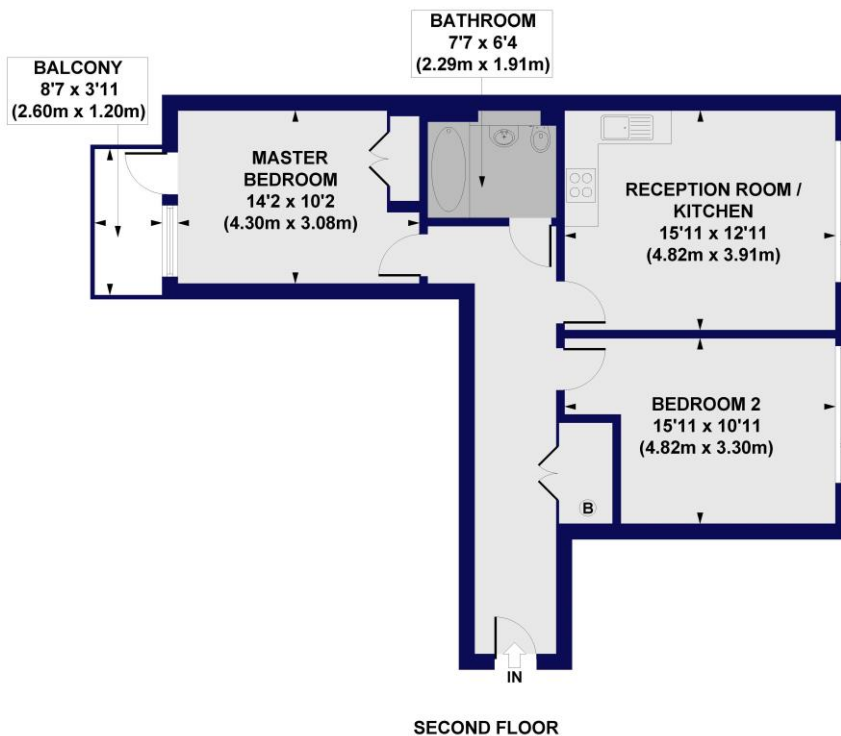 BATHROOM
7'7 x 6'4
(2.29m x 1.91m)
BALCONY
8'7 x 3'11
(2.60m x 1.20m)
MASTER
BEDROOM
14'2 x 10'2
(4.30m x 3.08m)
RECEPTION ROOM /
KITCHEN
15'11 x 12'11
(4.82m x 3.91m)
BEDROOM 2
15'11 x 10'11
(4.82m x 3.30m)
B
IN
SECOND FLOOR